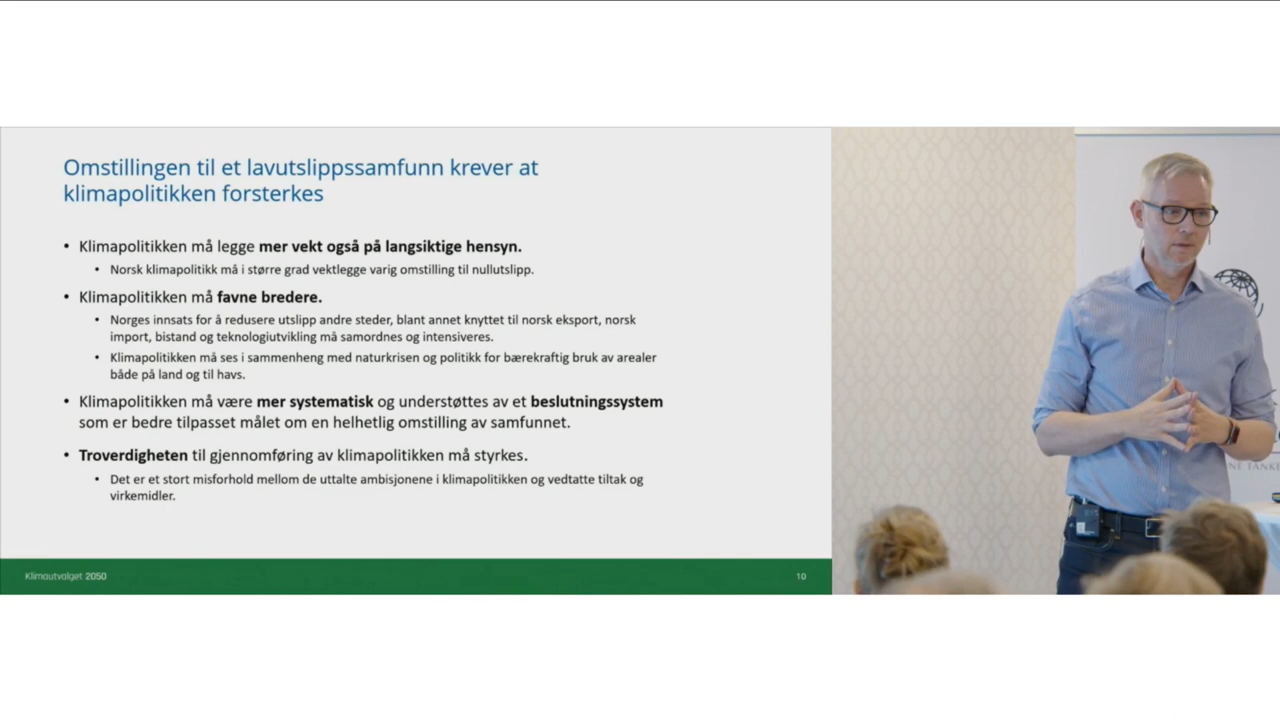 Omstillingen til et lavutslippssamfunn krever at
klimapolitikken forsterkes
• Klimapolitikken må legge mer vekt også på langsiktige hensyn.
• Norsk klimapolitikk må i større grad vektlegge varig omstilling til nullutslipp.
• Klimapolitikken må favne bredere.
• Norges innsats for å redusere utslipp andre steder, blant annet knyttet til norsk eksport, norsk
import, bistand og teknologiutvikling må samordnes og intensiveres.
• Klimapolitikken må ses i sammenheng med naturkrisen og politikk for bærekraftig bruk av arealer
både på land og til havs.
• Klimapolitikken må være mer systematisk og understøttes av et beslutningssystem
som er bedre tilpasset målet om en helhetlig omstilling av samfunnet.
• Troverdigheten til gjennomføring av klimapolitikken må styrkes.
• Det er et stort misforhold mellom de uttalte ambisjonene i klimapolitikken og vedtatte tiltak og
virkemidler.
Klimautvalget 2050
10